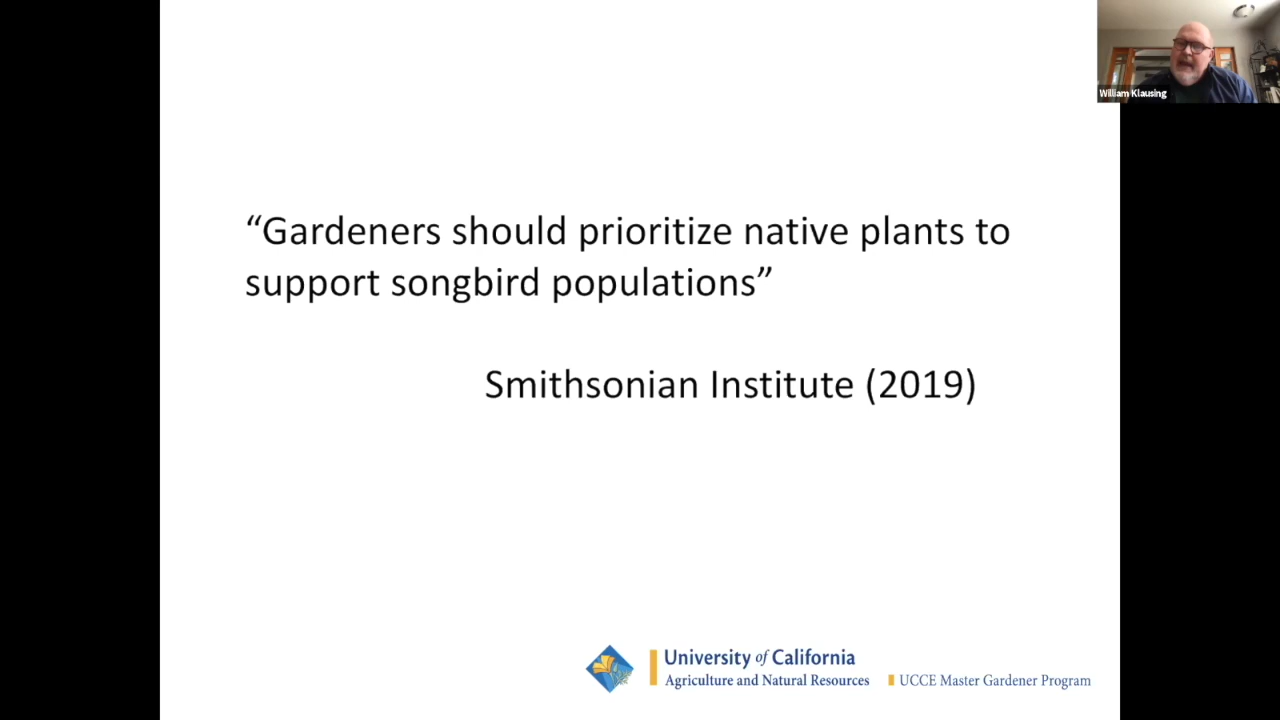 William Klausing
“Gardeners should prioritize native plants to
support songbird populations”
Smithsonian Institute (2019)
University of California
Agriculture and Natural Resources
UCCE Master Gardener Program